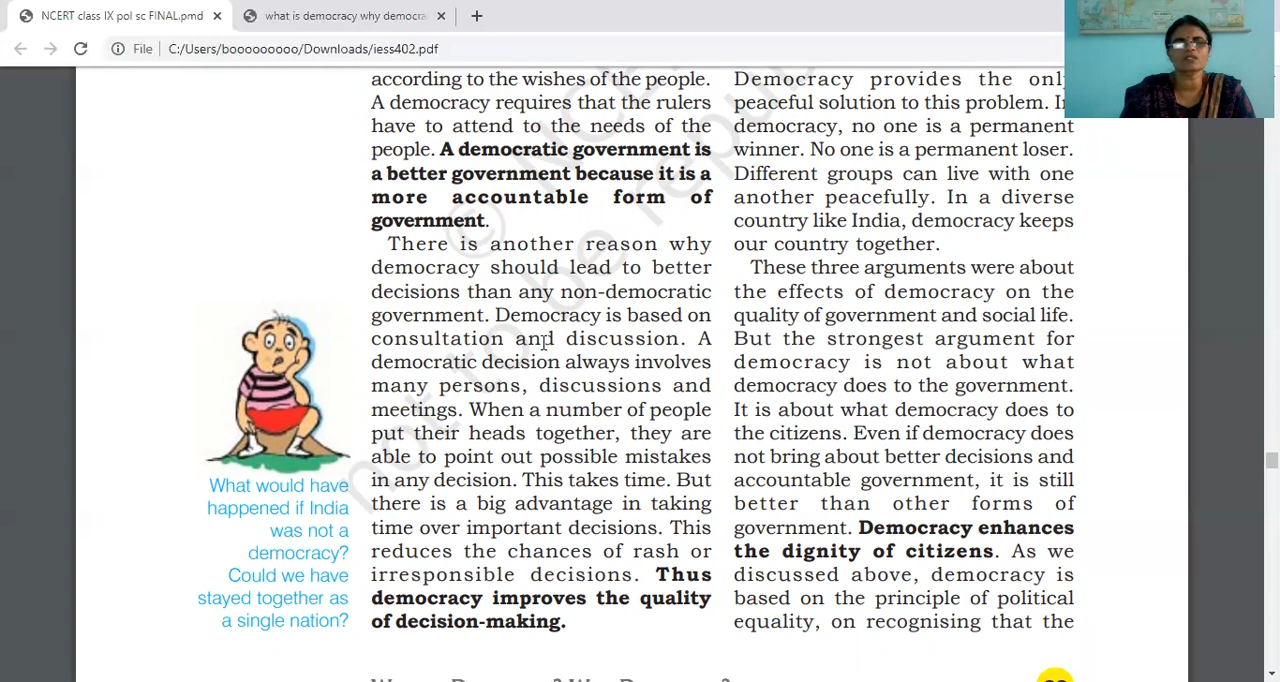 NCERT class IX pol sc FINAL.pmd
what is democracy why democra
File
C:/Users/booooooooo/Downloads/iess402.pdf
according to the wishes of the people.
A democracy requires that the rulers
have to attend to the needs of the
people. A democratic government is
a better government because it is a
more accountable form of
government.
There is another reason why
democracy should lead to better
decisions than any non-democratic
government. Democracy is based on
consultation and discussion. A
democratic decision always involves
many persons, discussions and
meetings. When a number of people
put their heads together, they are
able to point out possible mistakes
in any decision. This takes time. But
there is a big advantage in taking
time over important decisions. This
reduces the chances of rash or
irresponsible decisions. Thus
democracy improves the quality
of decision-making.
What would have
happened if India
was not a
democracy?
Could we have
stayed together as
a single nation?
Democracy provides the only
peaceful solution to this problem. In
democracy, no one is a permanent
winner. No one is a permanent loser.
Different groups can live with one
another peacefully. In a diverse
country like India, democracy keeps
our country together.
These three arguments were about
the effects of democracy on the
quality of government and social life.
But the strongest argument for
democracy is not about what
democracy does to the government.
It is about what democracy does to
the citizens. Even if democracy does
not bring about better decisions and
accountable government, it is still
better than other forms of
government. Democracy enhances
the dignity of citizens. As we
discussed above, democracy is
based on the principle of political
equality, on recognising that the
© NCE
not to be repu